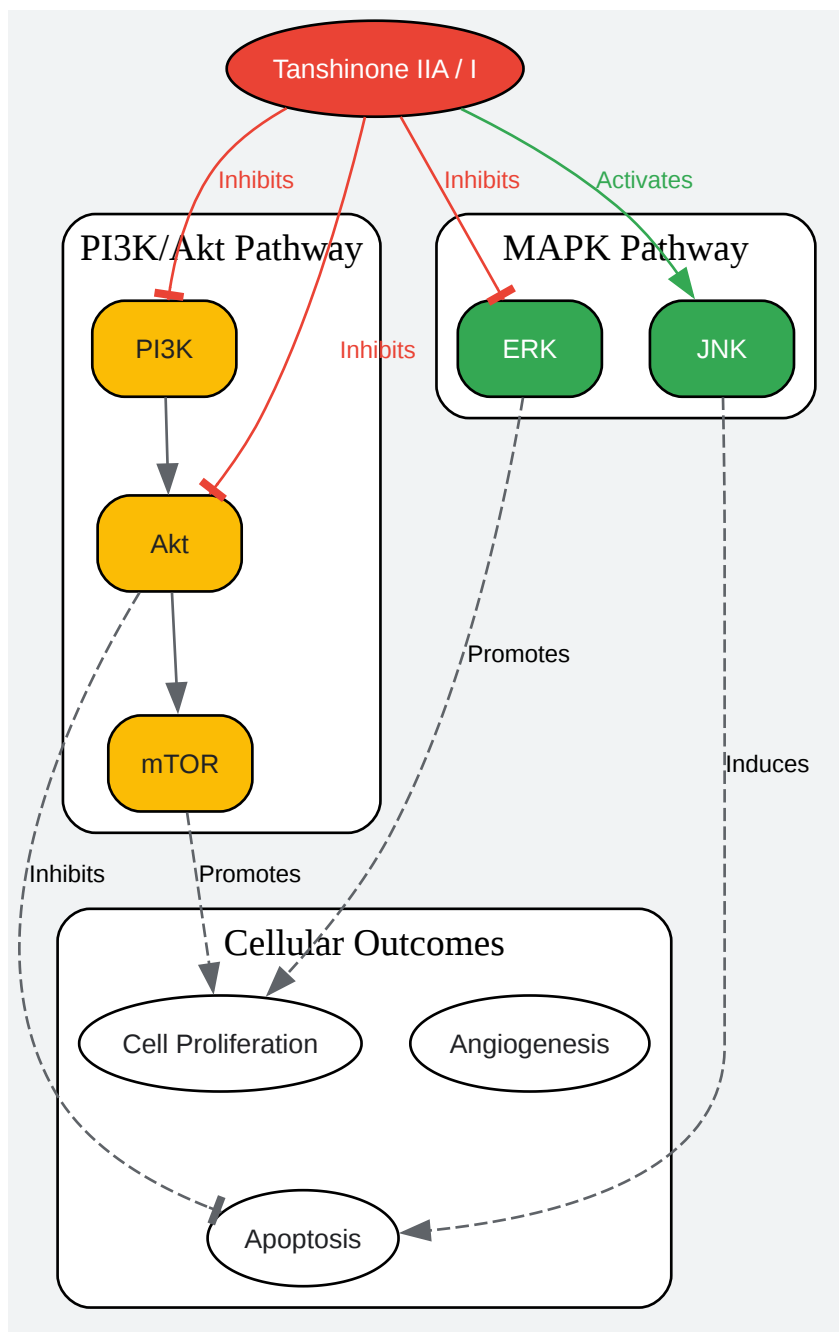 Tanshinone IIA / I
Inhibits
Inhibits
Activates
PI3K/Akt Pathway
MAPK Pathway
PI3K
Inhibits
ERK
JNK
Akt
Promotes
mTOR
Induces
Inhibits
Promotes
Cellular Outcomes
Cell Proliferation
Angiogenesis
Apoptosis